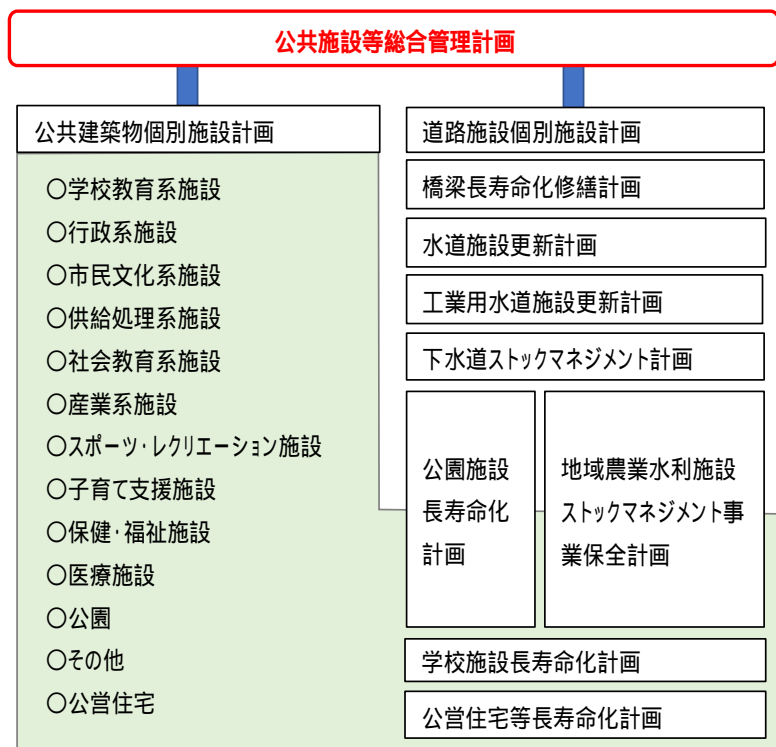 公共施設等総合管理計画
公共建築物個別施設計画
〇学校教育系施設
〇行政系施設
〇市民文化系施設
〇供給処理系施設
〇社会教育系施設
〇産業系施設
〇スポーツ・レクリエーション施設
〇子育て支援施設
〇保健・福祉施設
〇医療施設
〇公園
〇その他
〇公営住宅
道路施設個別施設計画
橋梁長寿命化修繕計画
水道施設更新計画
工業用水道施設更新計画
下水道ストックマネジメント計画
公園施設
長寿命化
計画
地域農業水利施設
ストックマネジメント事
業保全計画
学校施設長寿命化計画
公営住宅等長寿命化計画